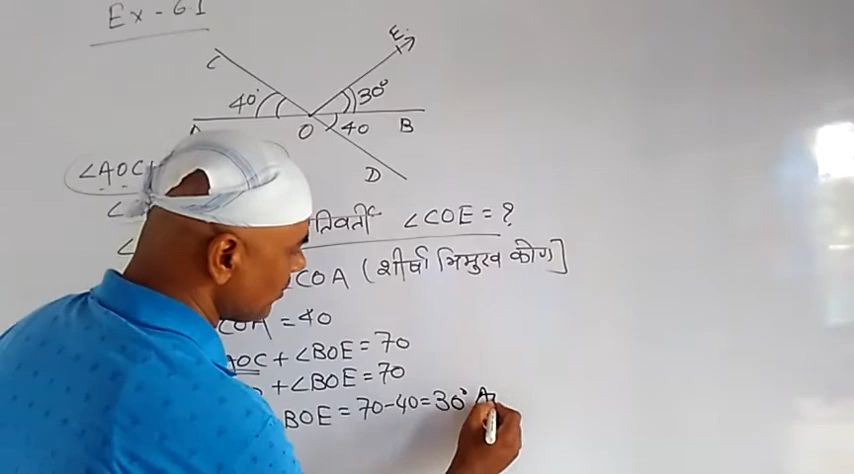 Ex-6.1
C
E
40°
30°
O
40
B
D
∠AOC+
∠
∠COE = ?
∠
COA (शीर्षाभिमुख कोण]
COA = 40
AOC + ∠BOE = 70
+ ∠BOE = 70
BOE = 70-40=30°